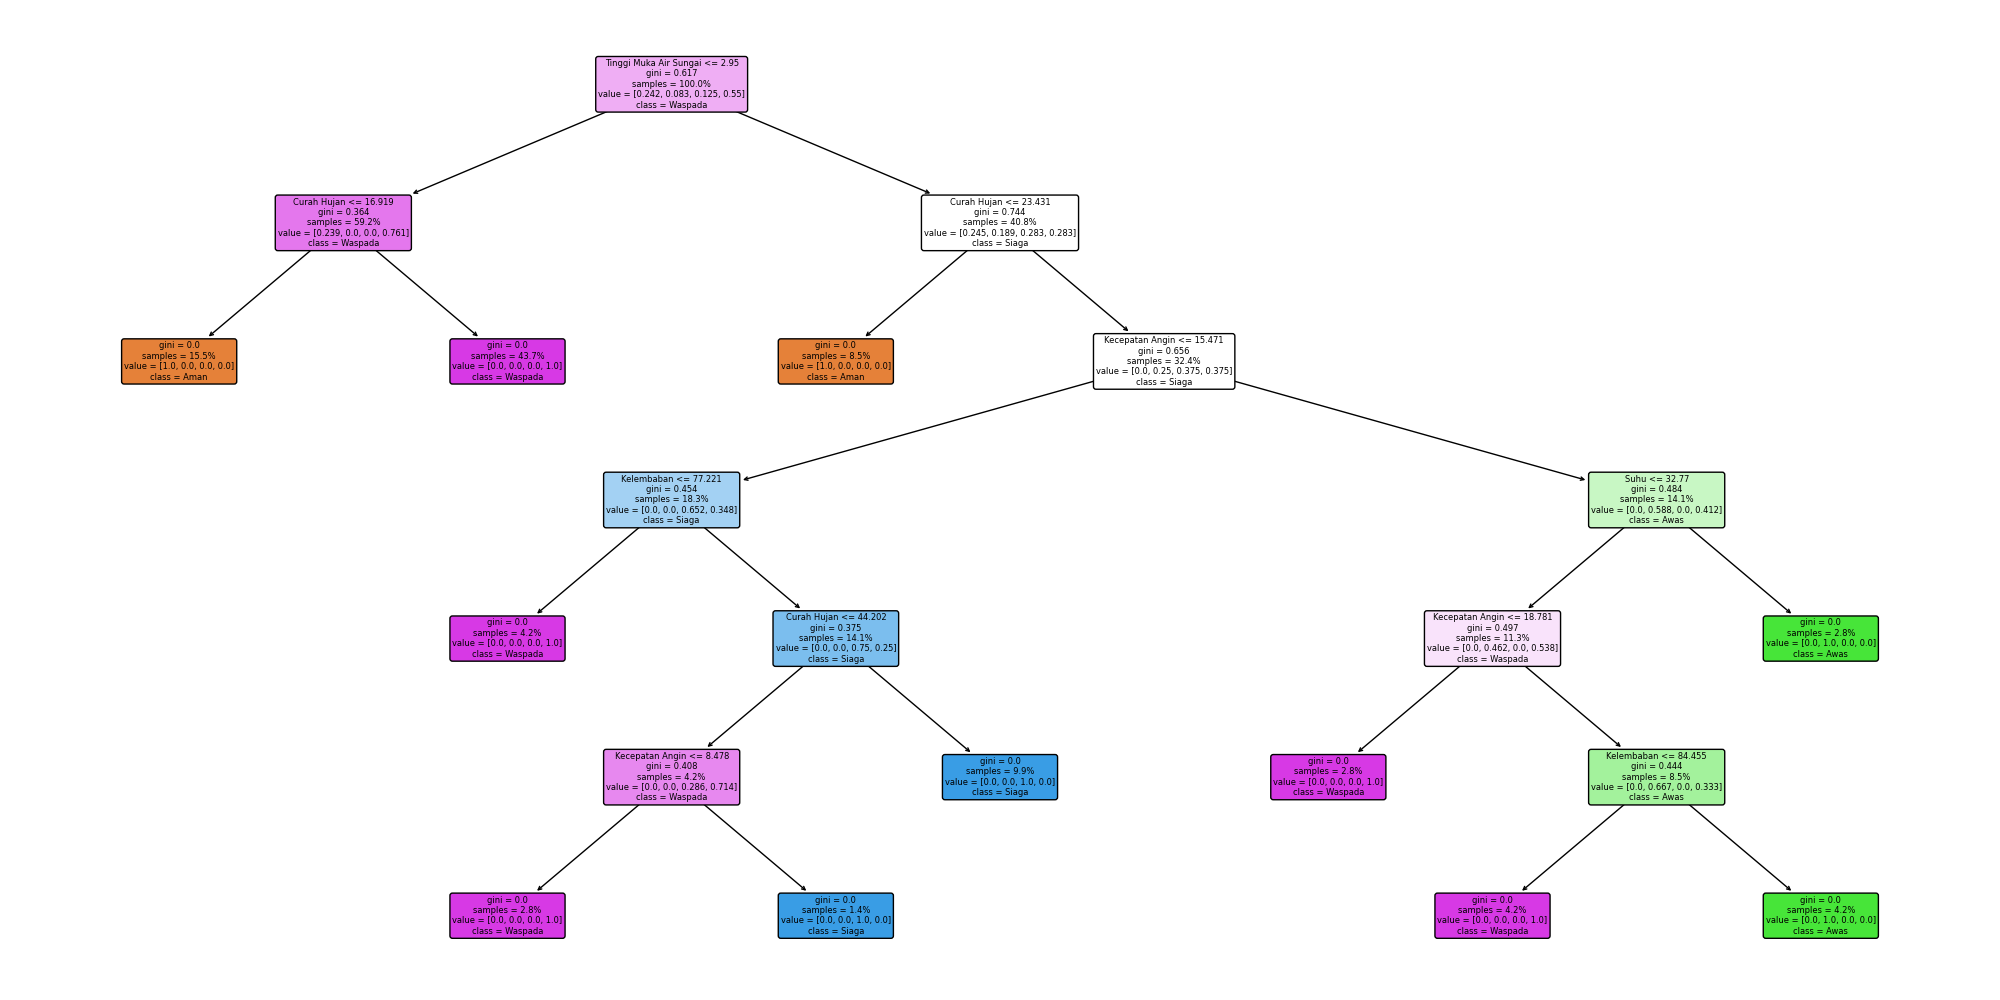 Tinggi Muka Air Sungai <= 2.95
gini = 0.617
samples = 100.0%
value = [0.242, 0.083, 0.125, 0.55]
class = Waspada
Curah Hujan <= 16.919
gini = 0.364
samples = 59.2%
value = [0.239, 0.0, 0.0, 0.761]
class = Waspada
Curah Hujan <= 23.431
gini = 0.744
samples = 40.8%
value = [0.245, 0.189, 0.283, 0.283]
class = Siaga
gini = 0.0
samples = 15.5%
value = [1.0, 0.0, 0.0, 0.0]
class = Aman
gini = 0.0
samples = 43.7%
value = [0.0, 0.0, 0.0, 1.0]
class = Waspada
gini = 0.0
samples = 8.5%
value = [1.0, 0.0, 0.0, 0.0]
class = Aman
Kecepatan Angin <= 15.471
gini = 0.656
samples = 32.4%
value = [0.0, 0.25, 0.375, 0.375]
class = Siaga
Kelembaban <= 77.221
gini = 0.454
samples = 18.3%
value = [0.0, 0.0, 0.652, 0.348]
class = Siaga
Suhu <= 32.77
gini = 0.484
samples = 14.1%
value = [0.0, 0.588, 0.0, 0.412]
class = Awas
gini = 0.0
samples = 4.2%
value = [0.0, 0.0, 0.0, 1.0]
class = Waspada
Curah Hujan <= 44.202
gini = 0.375
samples = 14.1%
value = [0.0, 0.0, 0.75, 0.25]
class = Siaga
Kecepatan Angin <= 18.781
gini = 0.497
samples = 11.3%
value = [0.0, 0.462, 0.0, 0.538]
class = Waspada
gini = 0.0
samples = 2.8%
value = [0.0, 1.0, 0.0, 0.0]
class = Awas
Kecepatan Angin <= 8.478
gini = 0.408
samples = 4.2%
value = [0.0, 0.0, 0.286, 0.714]
class = Waspada
gini = 0.0
samples = 9.9%
value = [0.0, 0.0, 1.0, 0.0]
class = Siaga
gini = 0.0
samples = 2.8%
value = [0.0, 0.0, 0.0, 1.0]
class = Waspada
Kelembaban <= 84.455
gini = 0.444
samples = 8.5%
value = [0.0, 0.667, 0.0, 0.333]
class = Awas
gini = 0.0
samples = 2.8%
value = [0.0, 0.0, 0.0, 1.0]
class = Waspada
gini = 0.0
samples = 1.4%
value = [0.0, 0.0, 1.0, 0.0]
class = Siaga
gini = 0.0
samples = 4.2%
value = [0.0, 0.0, 0.0, 1.0]
class = Waspada
gini = 0.0
samples = 4.2%
value = [0.0, 1.0, 0.0, 0.0]
class = Awas